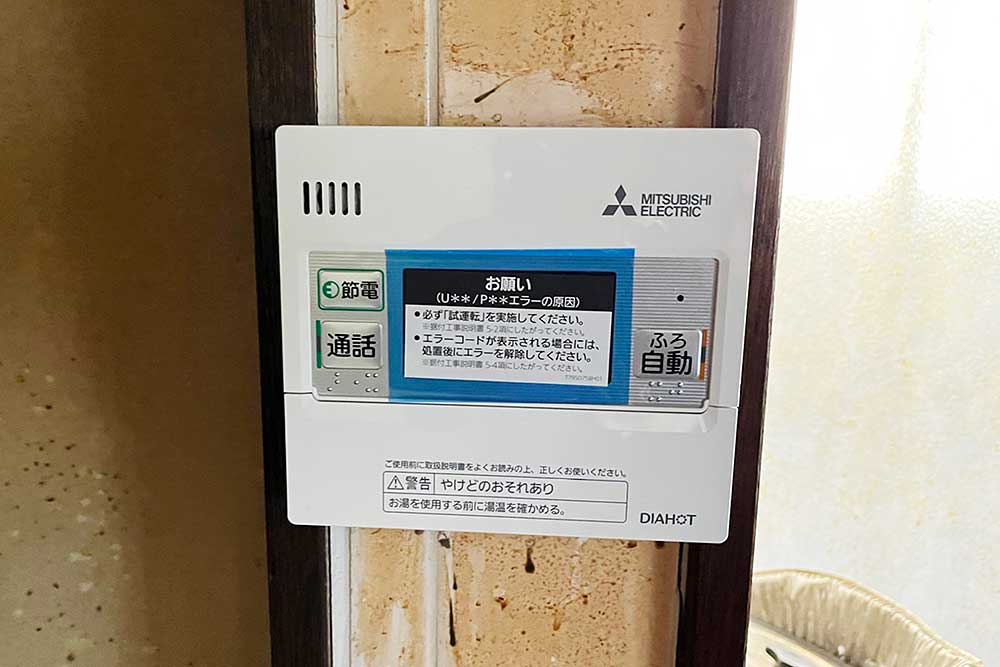 MITSUBISHI
ELECTRIC
節電
通話
お願い
(U＊＊/P＊＊エラーの原因)
●必ず「試運転」を実施してください。
※据付工事説明書 5-2項にしたがってください。
●エラーコードが表示される場合には、
処置後にエラーを解除してください。
※据付工事説明書 5-4項にしたがってください。
ふろ
自動
ご使用前に取扱説明書をよくお読みの上、正しくお使いください。
⚠警告 やけどのおそれあり
お湯を使用する前に湯温を確かめる。
DIAHOT